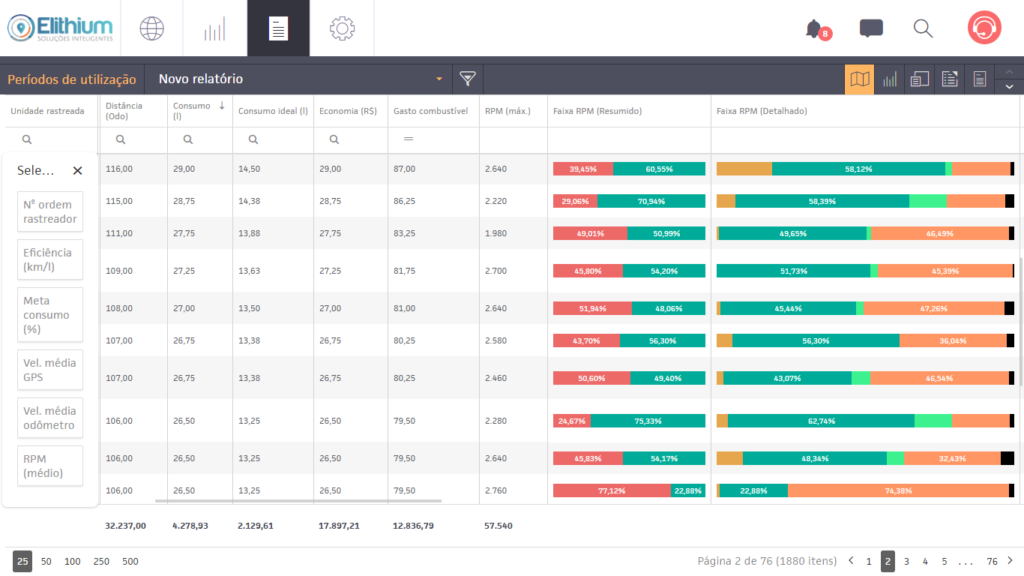 Elithium
SOLUÇÕES INTELIGENTES
8
Períodos de utilização
Novo relatório
Unidade rastreada
Distância (Odo)
Consumo (l) ↓
Consumo ideal (l)
Economia (R$)
Gasto combustível
RPM (máx.)
Faixa RPM (Resumido)
Faixa RPM (Detalhado)
=
Sele... ×
Nº ordem rastreador
Eficiência (km/l)
Meta consumo (%)
Vel. média GPS
Vel. média odômetro
RPM (médio)
116,00 29,00 14,50 29,00 87,00 2.640 39,45% 60,55% 58,12%
115,00 28,75 14,38 28,75 86,25 2.220 29,06% 70,94% 58,39%
111,00 27,75 13,88 27,75 83,25 1.980 49,01% 50,99% 49,65% 46,49%
109,00 27,25 13,63 27,25 81,75 2.700 45,80% 54,20% 51,73% 45,39%
108,00 27,00 13,50 27,00 81,00 2.640 51,94% 48,06% 45,44% 47,26%
107,00 26,75 13,38 26,75 80,25 2.580 43,70% 56,30% 56,30% 36,04%
107,00 26,75 13,38 26,75 80,25 2.460 50,60% 49,40% 43,07% 46,54%
106,00 26,50 13,25 26,50 79,50 2.280 24,67% 75,33% 62,74%
106,00 26,50 13,25 26,50 79,50 2.640 45,83% 54,17% 48,34% 32,43%
106,00 26,50 13,25 26,50 79,50 2.760 77,12% 22,88% 22,88% 74,38%
32.237,00 4.278,93 2.129,61 17.897,21 12.836,79 57.540
25 50 100 250 500
Página 2 de 76 (1880 itens) < 1 2 3 4 5 ... 76 >